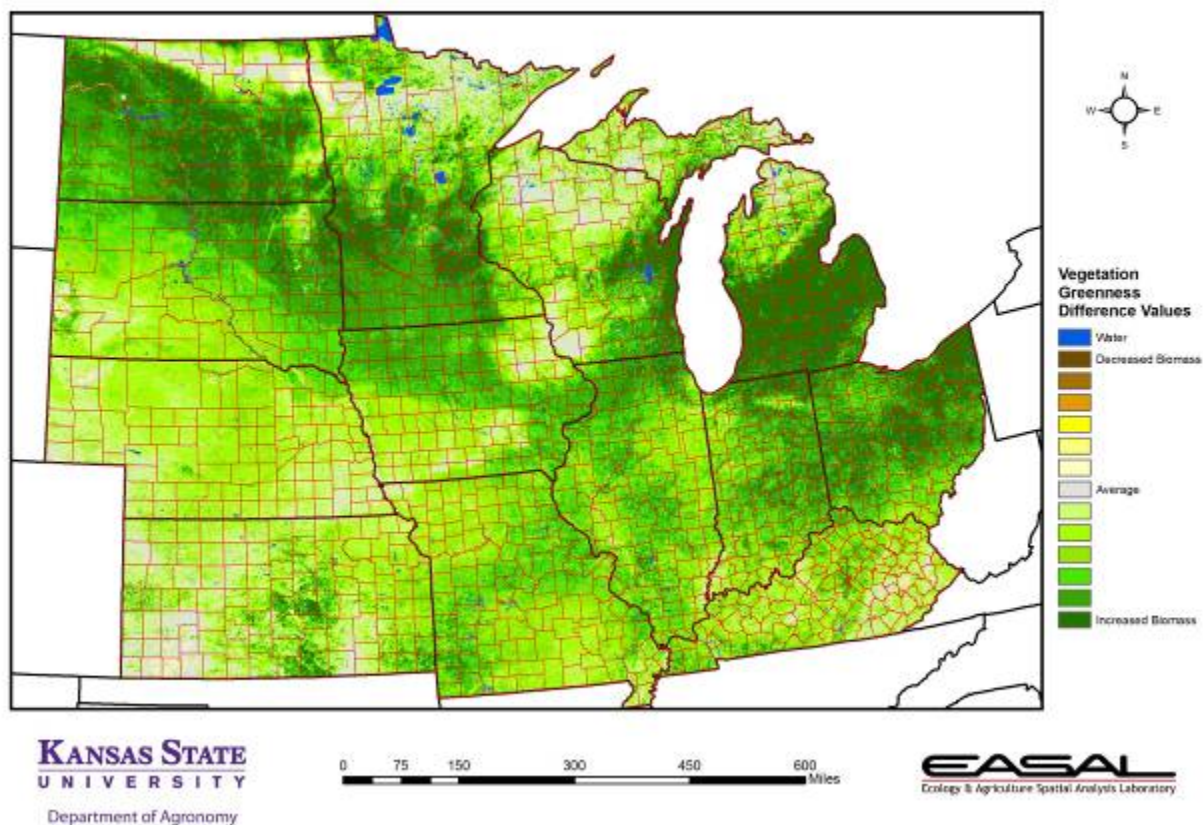 N
W E
S
Vegetation
Greenness
Difference Values
Water
Decreased Biomass
Average
Increased Biomass
KANSAS STATE
UNIVERSITY
Department of Agronomy
0 75 150 300 450 600
Miles
EASAL
Ecology & Agriculture Spatial Analysis Laboratory